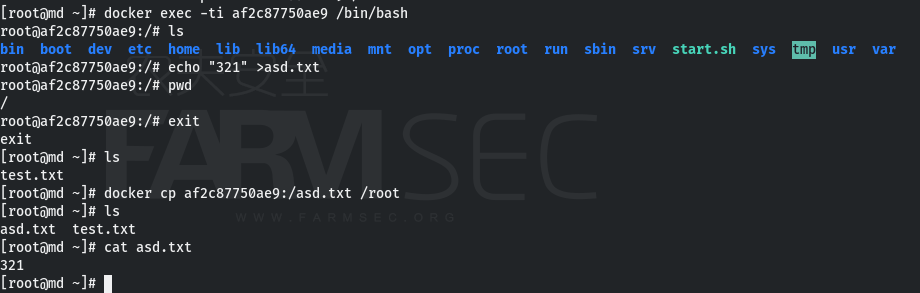 [root@md ~]# docker exec -ti af2c87750ae9 /bin/bash
root@af2c87750ae9:/# ls
bin boot dev etc home lib lib64 media mnt opt proc root run sbin srv start.sh sys tmp usr var
root@af2c87750ae9:/# echo "321" >asd.txt
root@af2c87750ae9:/# pwd
/
root@af2c87750ae9:/# exit
exit
[root@md ~]# ls
test.txt
[root@md ~]# docker cp af2c87750ae9:/asd.txt /root
[root@md ~]# ls
asd.txt test.txt
[root@md ~]# cat asd.txt
321
[root@md ~]#
安全
FARMSEC
WWW.FARMSEC.ORG